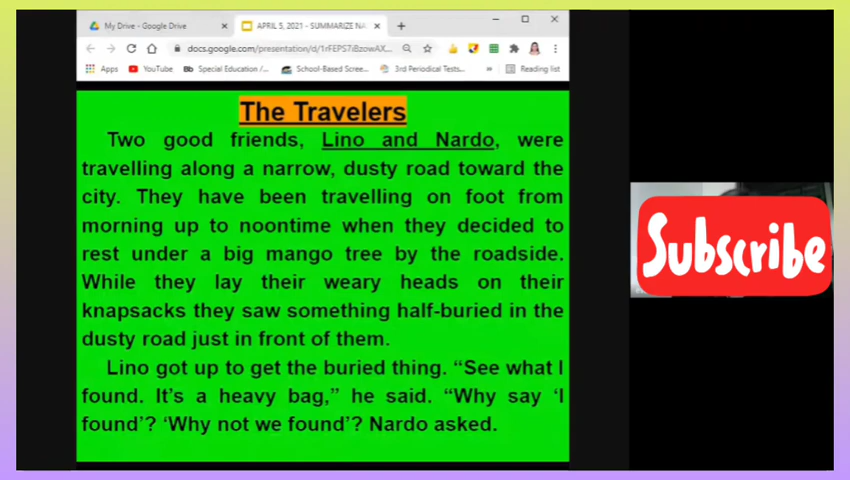 My Drive - Google Drive
APRIL 5, 2021 - SUMMARIZE NA
docs.google.com/presentation/d/1rFEPS7iBzowAX...
Apps YouTube Bb Special Education /... School-Based Scree... 3rd Periodical Tests... » Reading list
The Travelers
Two good friends, Lino and Nardo, were
travelling along a narrow, dusty road toward the
city. They have been travelling on foot from
morning up to noontime when they decided to
rest under a big mango tree by the roadside.
While they lay their weary heads on their
knapsacks they saw something half-buried in the
dusty road just in front of them.
Lino got up to get the buried thing. “See what I
found. It’s a heavy bag,” he said. “Why say ‘I
found’? ‘Why not we found’? Nardo asked.
Subscribe